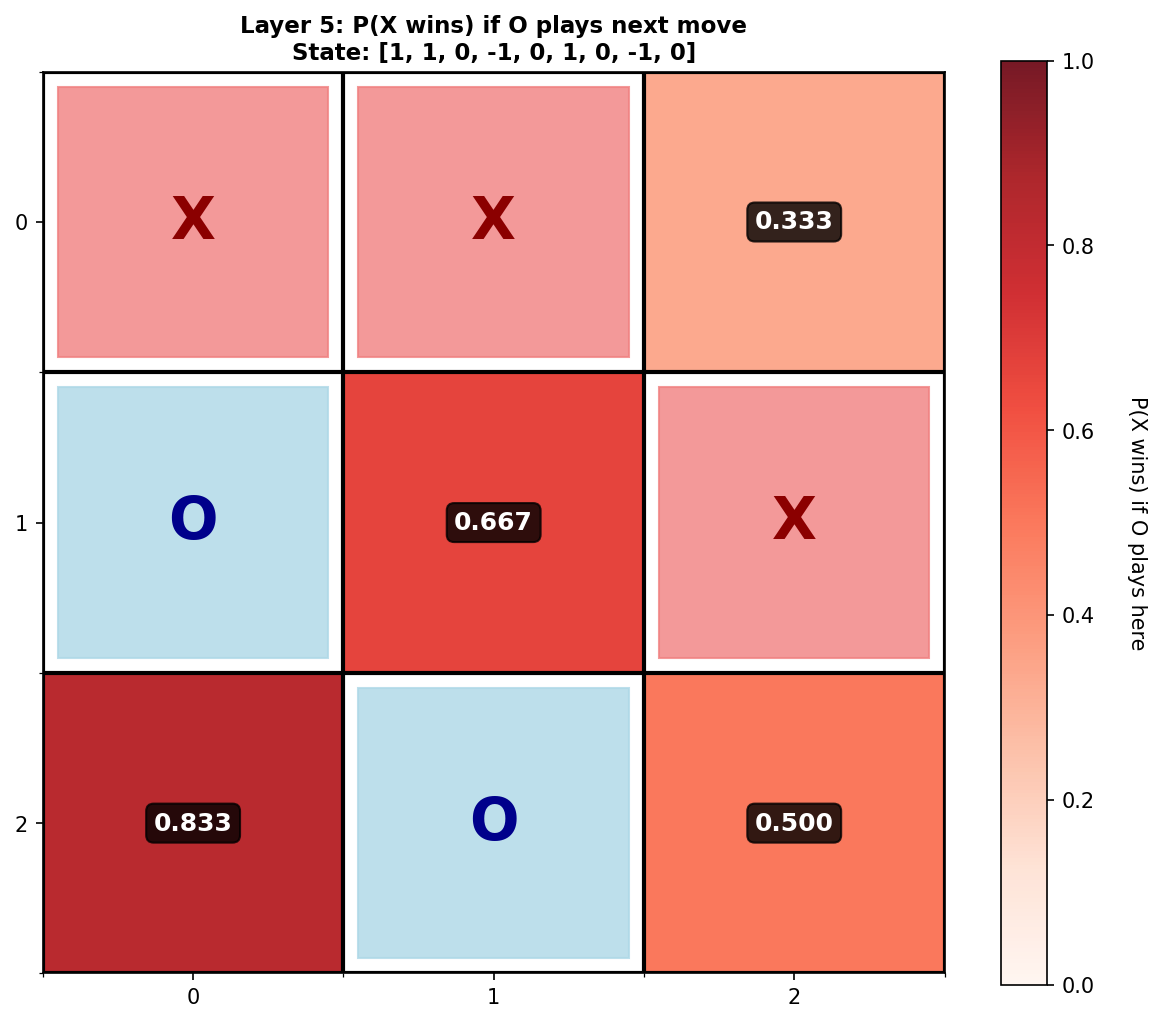 Layer 5: P(X wins) if O plays next move
State: [1, 1, 0, -1, 0, 1, 0, -1, 0]
0
X
X
0.333
1
O
0.667
X
2
0.833
O
0.500
0
1
2
1.0
0.8
0.6
0.4
0.2
0.0
P(X wins) if O plays here